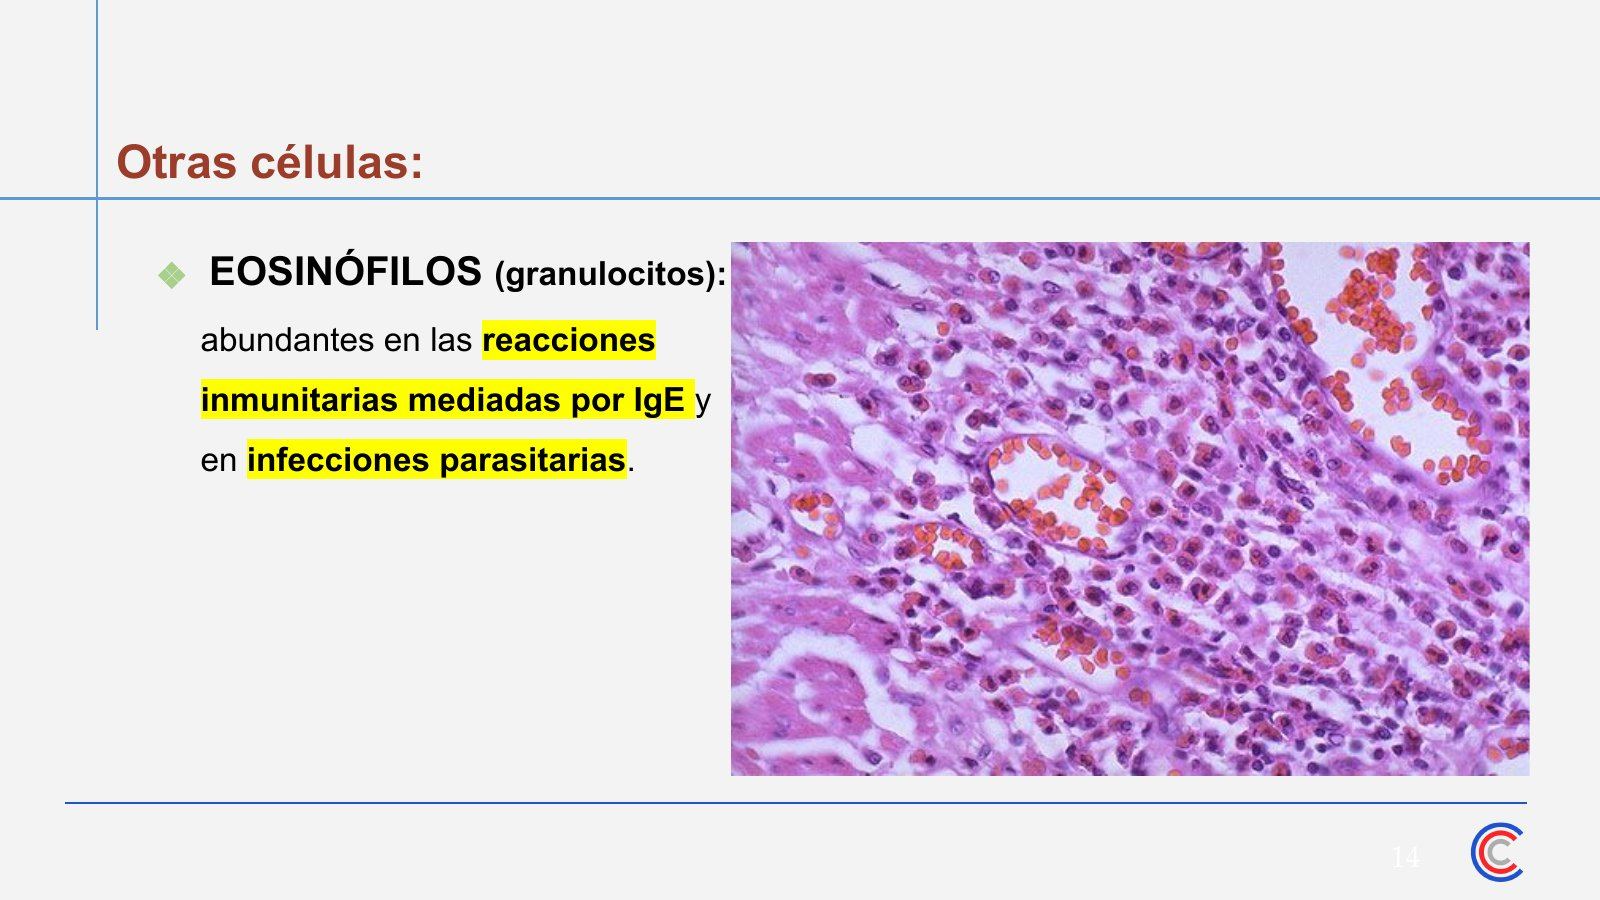 Otras células:
❖ EOSINÓFILOS (granulocitos):
abundantes en las reacciones
inmunitarias mediadas por IgE y
en infecciones parasitarias.
14